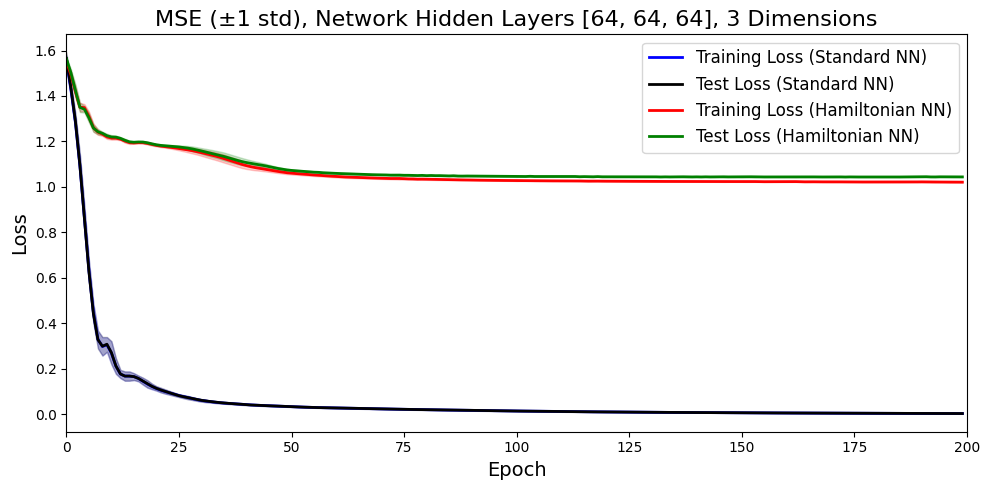 MSE (±1 std), Network Hidden Layers [64, 64, 64], 3 Dimensions
Training Loss (Standard NN)
Test Loss (Standard NN)
Training Loss (Hamiltonian NN)
Test Loss (Hamiltonian NN)
Loss
1.6
1.4
1.2
1.0
0.8
0.6
0.4
0.2
0.0
0 25 50 75 100 125 150 175 200
Epoch